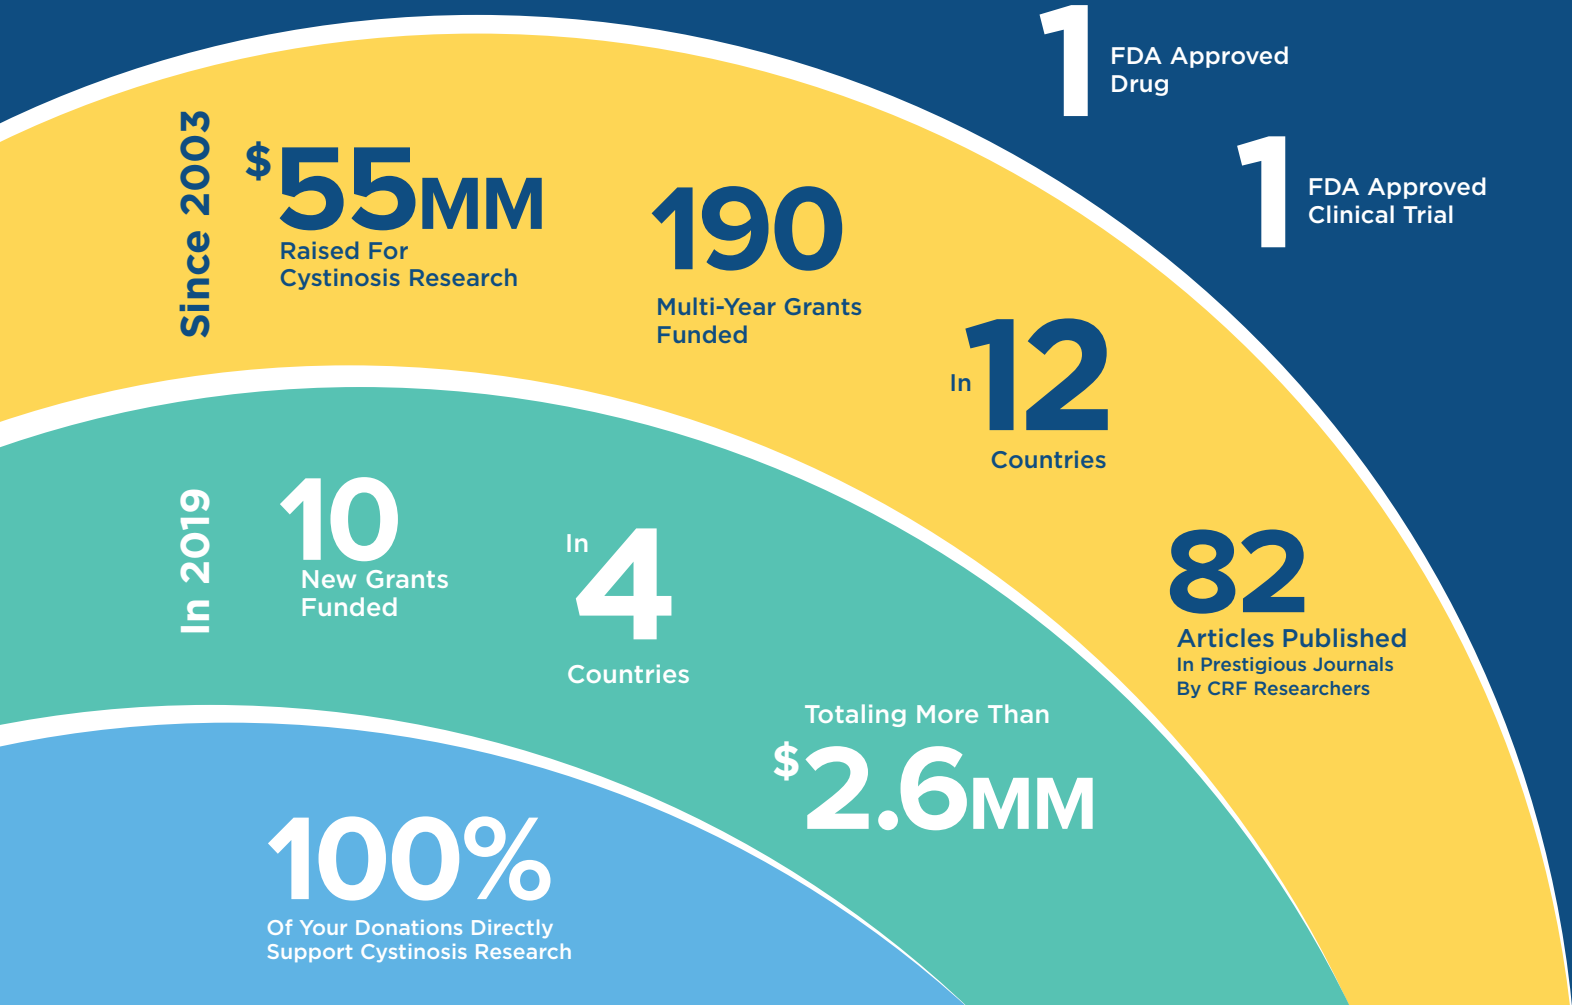 1
FDA Approved
Drug
1
FDA Approved
Clinical Trial
Since 2003
$55MM
Raised For
Cystinosis Research
190
Multi-Year Grants
Funded
In 12
Countries
82
Articles Published
In Prestigious Journals
By CRF Researchers
In 2019
10
New Grants
Funded
In 4
Countries
Totaling More Than
$2.6MM
100%
Of Your Donations Directly
Support Cystinosis Research